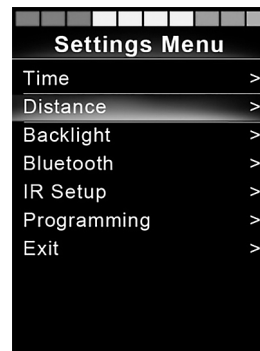 Settings Menu
Time >
Distance >
Backlight >
Bluetooth >
IR Setup >
Programming >
Exit >